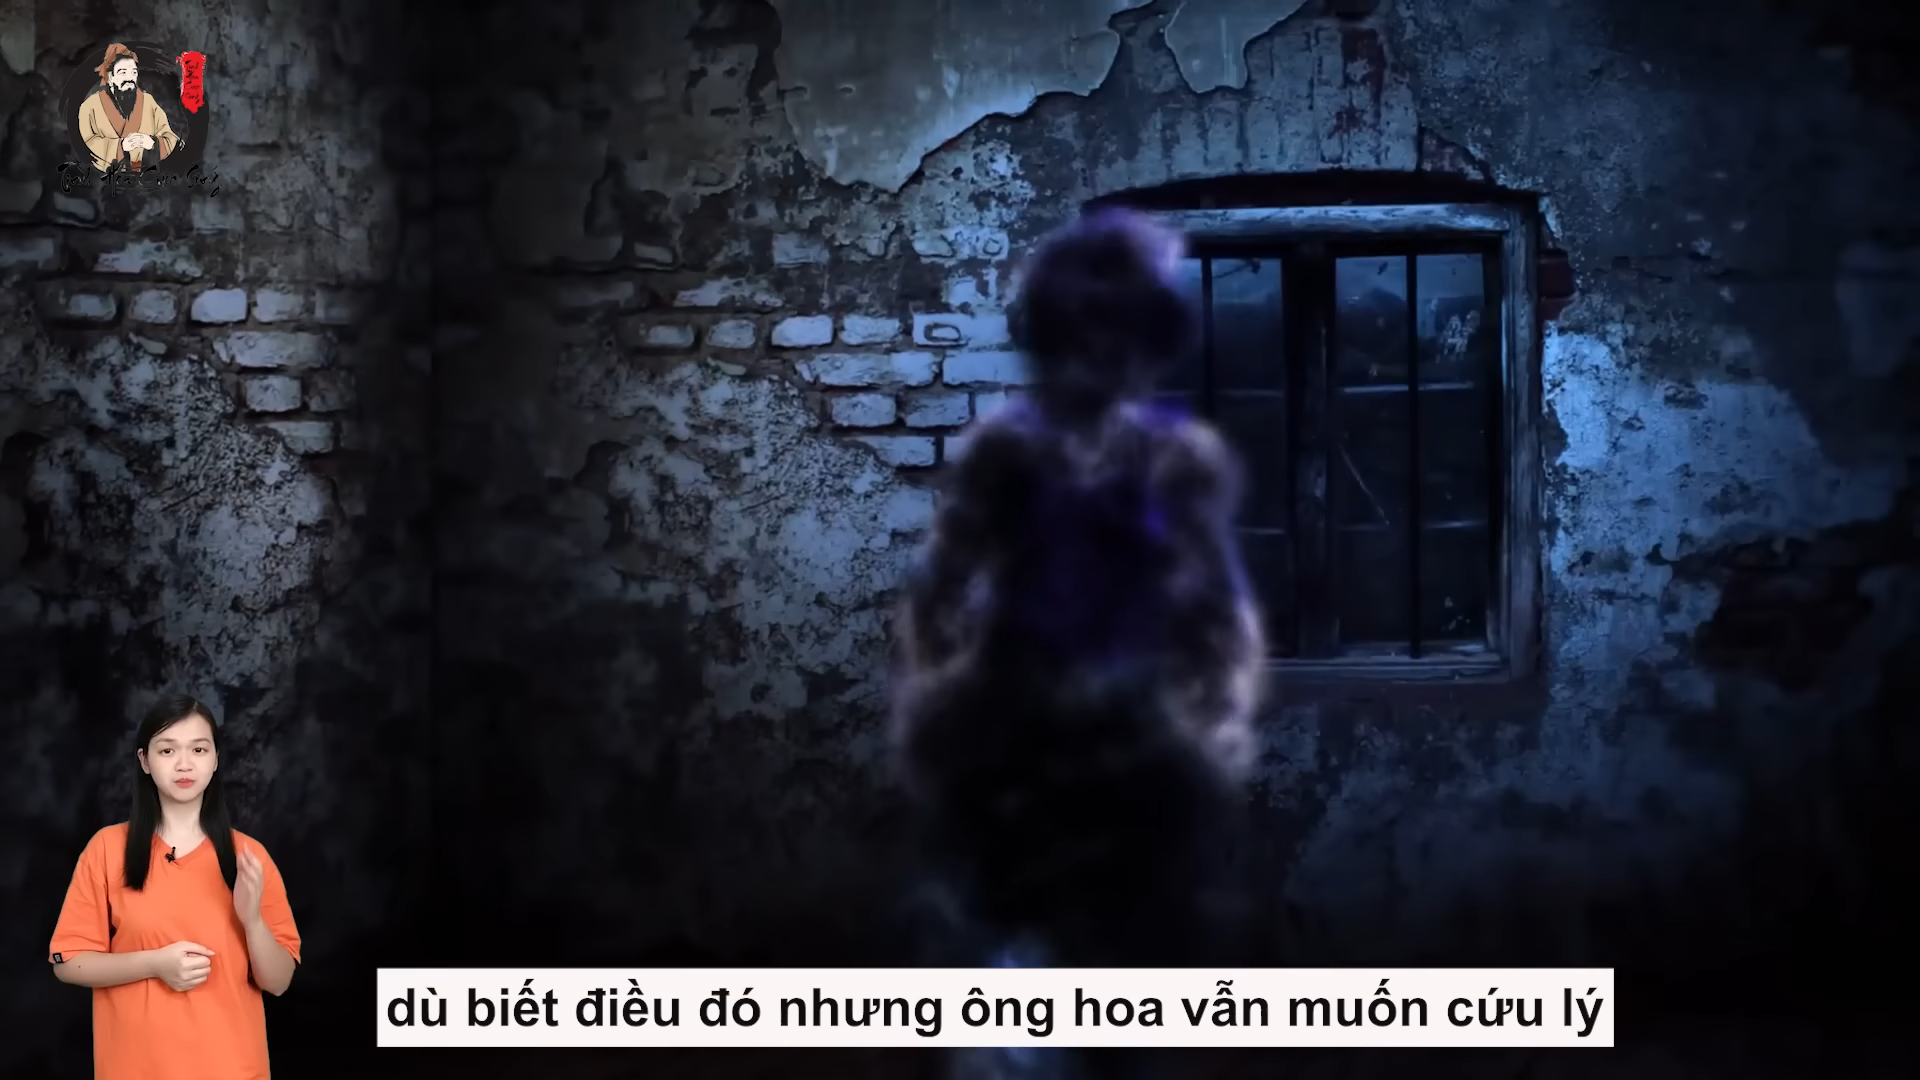 dù biết điều đó nhưng ông hoa vẫn muốn cứu lý